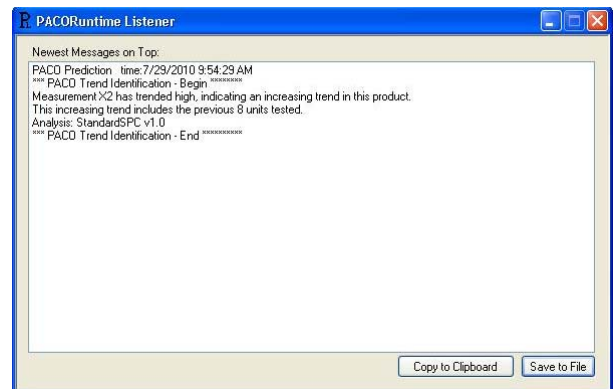 R PACORuntime Listener
Newest Messages on Top:
PACO Prediction time:7/29/2010 9:54:29 AM
*** PACO Trend Identification - Begin ********
Measurement X2 has trended high, indicating an increasing trend in this product.
This increasing trend includes the previous 8 units tested.
Analysis: StandardSPC v1.0
*** PACO Trend Identification - End *********
Copy to Clipboard
Save to File